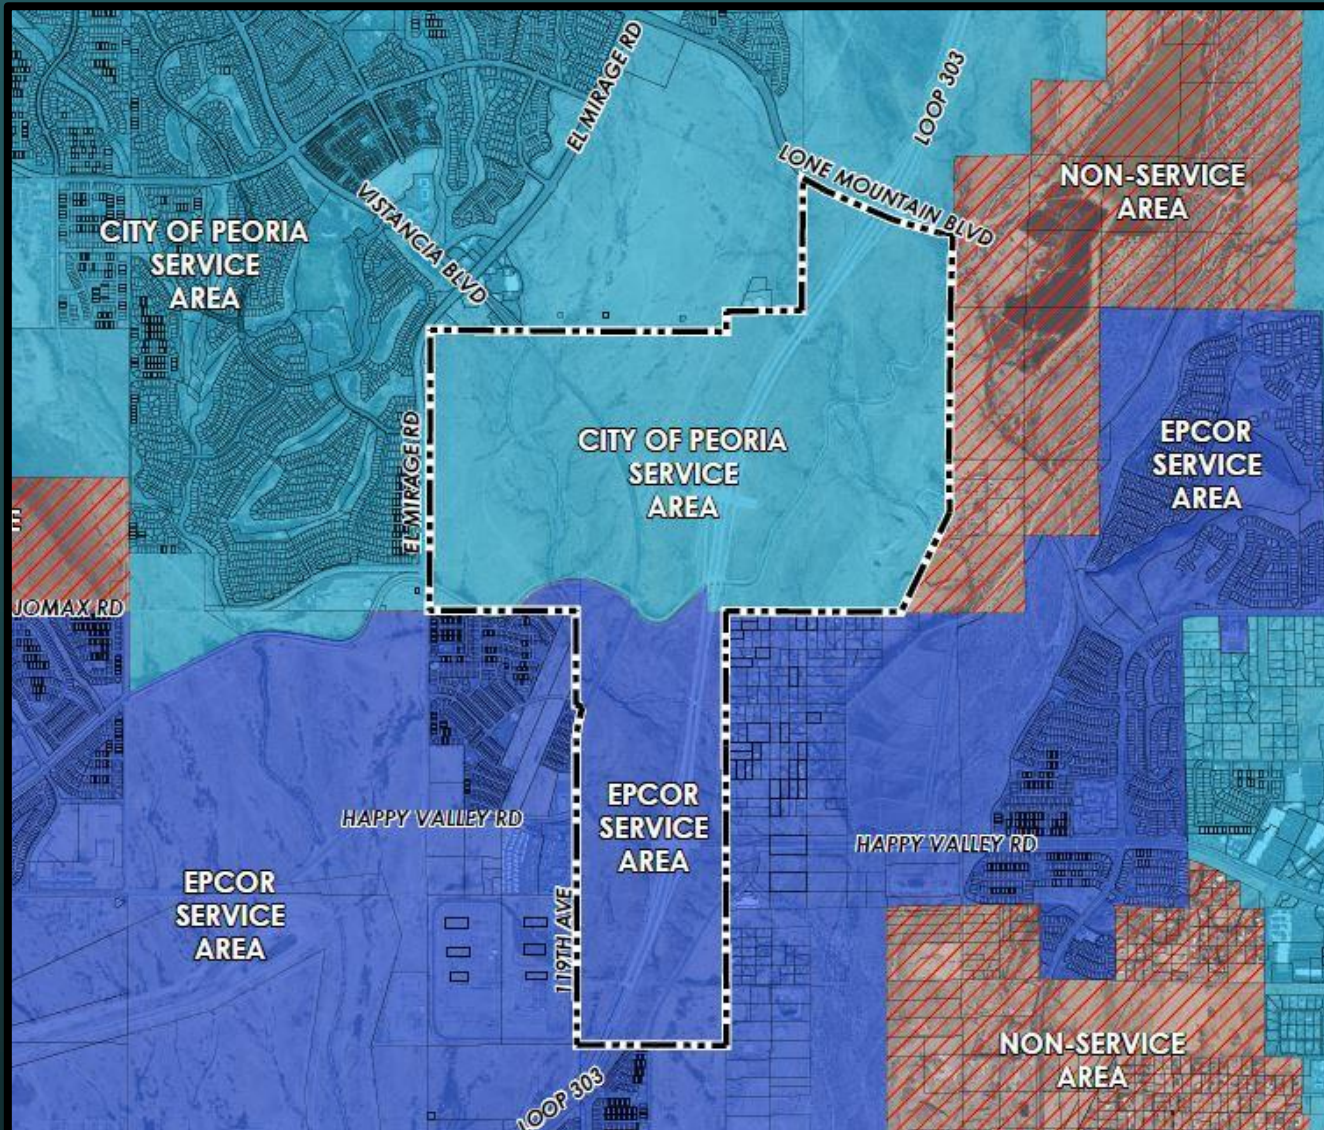 EL MIRAGE RD
LOOP 303
LONE MOUNTAIN BLVD
NON-SERVICE
AREA
VISTANCIA BLVD
CITY OF PEORIA
SERVICE
AREA
EL MIRAGE RD
CITY OF PEORIA
SERVICE
AREA
EPCOR
SERVICE
AREA
E
JOMAX RD
EPCOR
SERVICE
AREA
HAPPY VALLEY RD
HAPPY VALLEY RD
EPCOR
SERVICE
AREA
119TH AVE
NON-SERVICE
AREA
LOOP 303